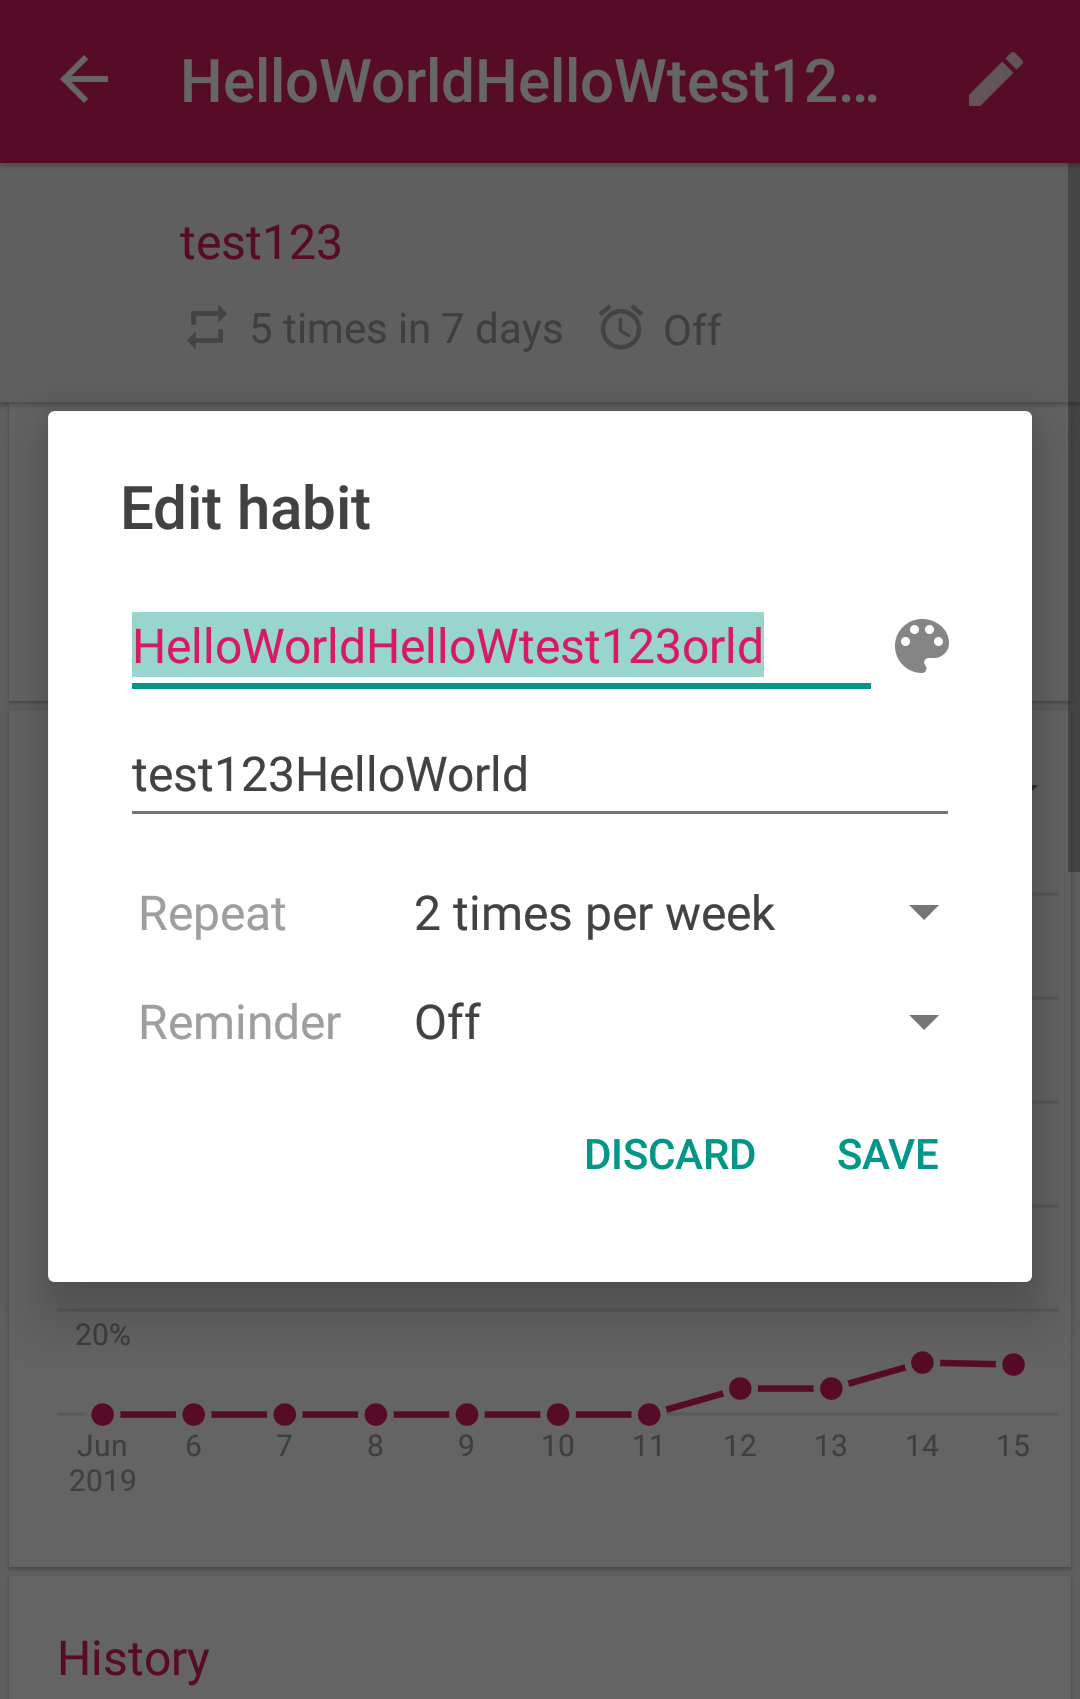 HelloWorldHelloWtest12...
test123
5 times in 7 days Off
Edit habit
HelloWorldHelloWtest123orld
test123HelloWorld
Repeat 2 times per week
Reminder Off
DISCARD SAVE
20%
Jun 6 7 8 9 10 11 12 13 14 15
2019
History